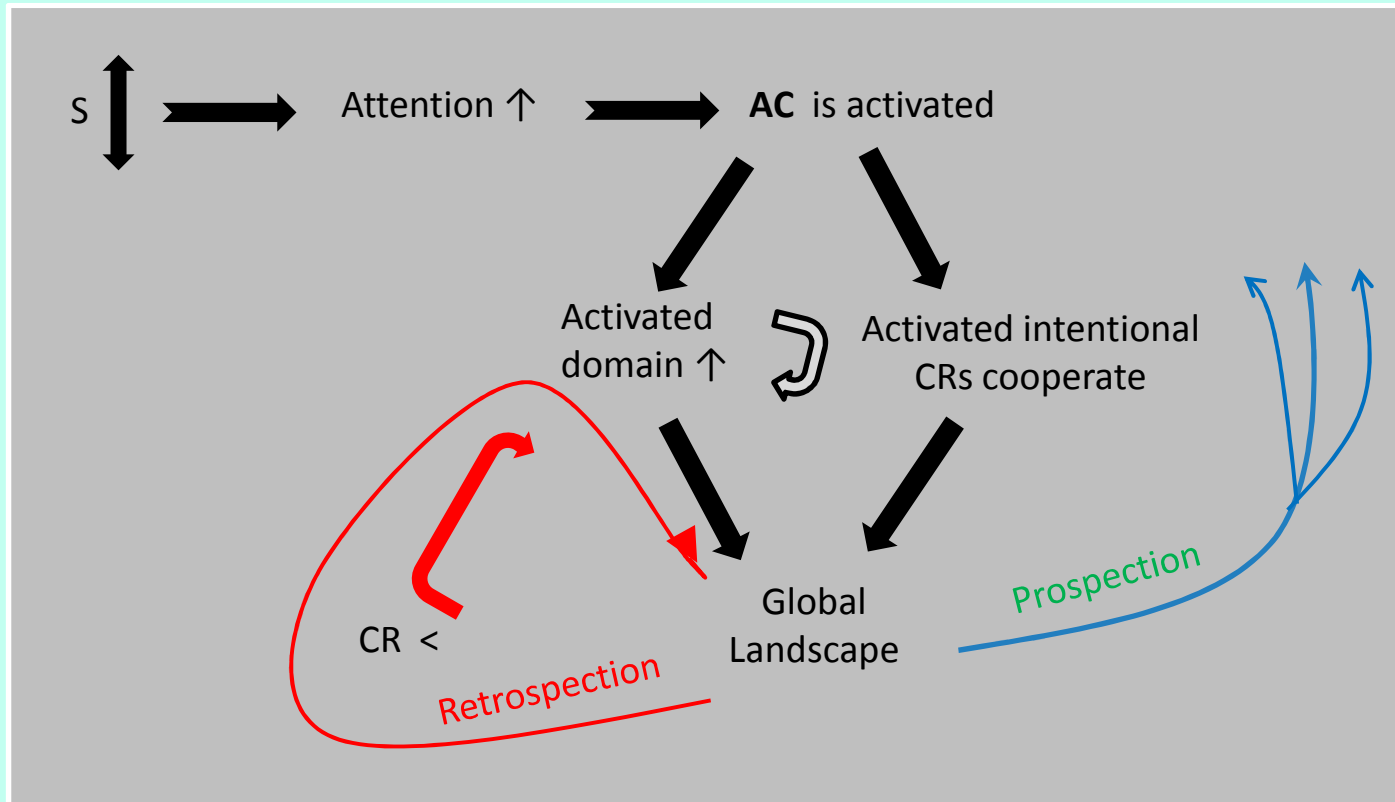 S
Attention ↑
AC is activated
Activated
domain ↑
Activated intentional
CRs cooperate
CR <
Global
Landscape
Retrospection
Prospection